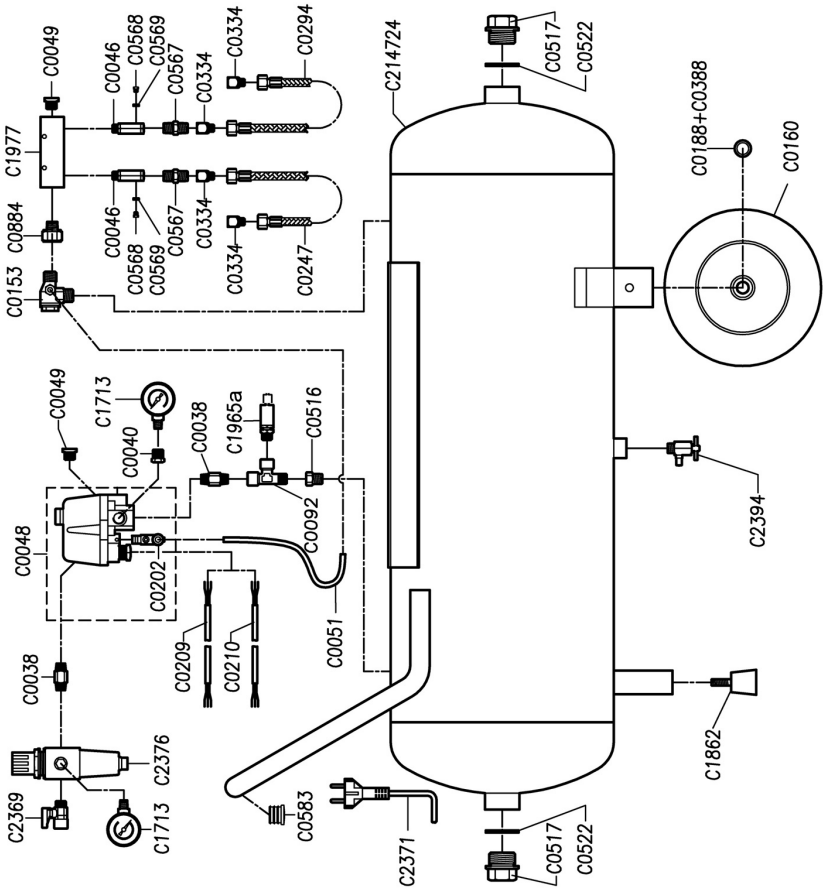 C0049
C0568
C0569
C0046
C0567
C0334
C0334
C0294
C1977
C0884
C0153
C0046
C0568
C0569
C0567
C0334
C0334
C0247
C214724
C0517
C0522
C0188+C0388
C0160
C0049
C1713
C0040
C0038
C1965a
C0516
C0092
C0048
C0202
C0209
C0210
C0051
C2394
C0038
C2376
C2369
C1713
C0583
C2371
C1862
C0517
C0522